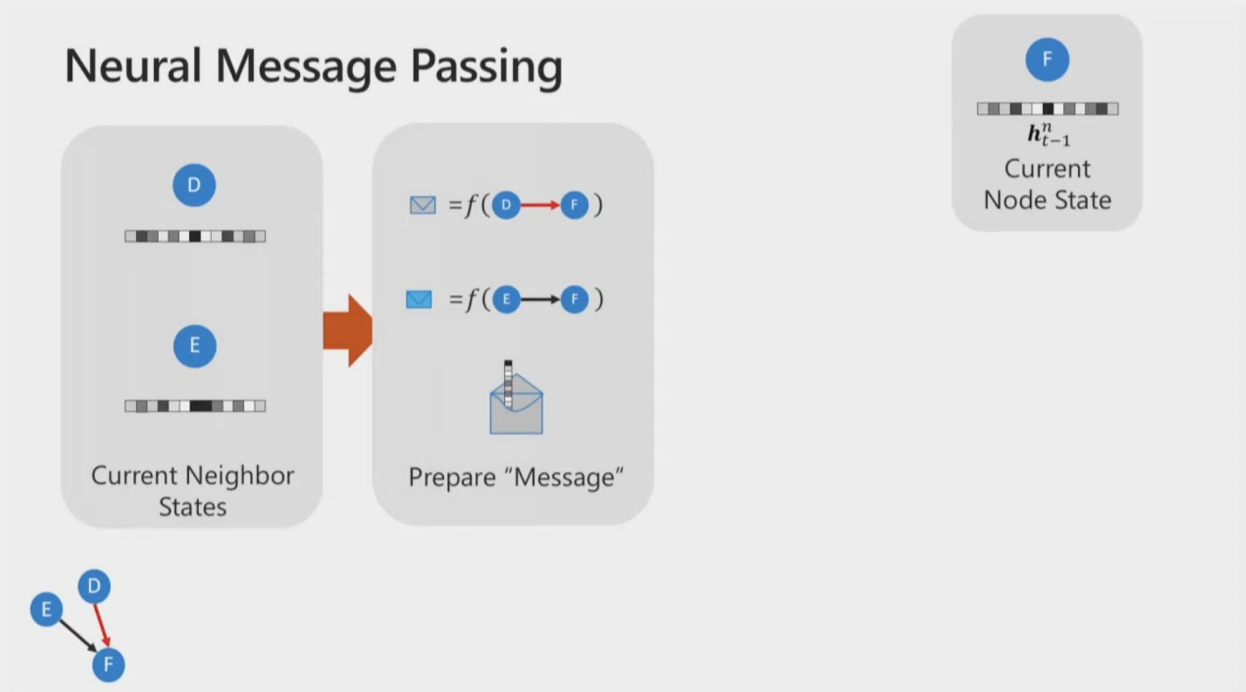 Neural Message Passing
F
h^n_{t-1}
Current
Node State
D
E
Current Neighbor
States
=f(D→F)
=f(E→F)
Prepare “Message”
D
E
F